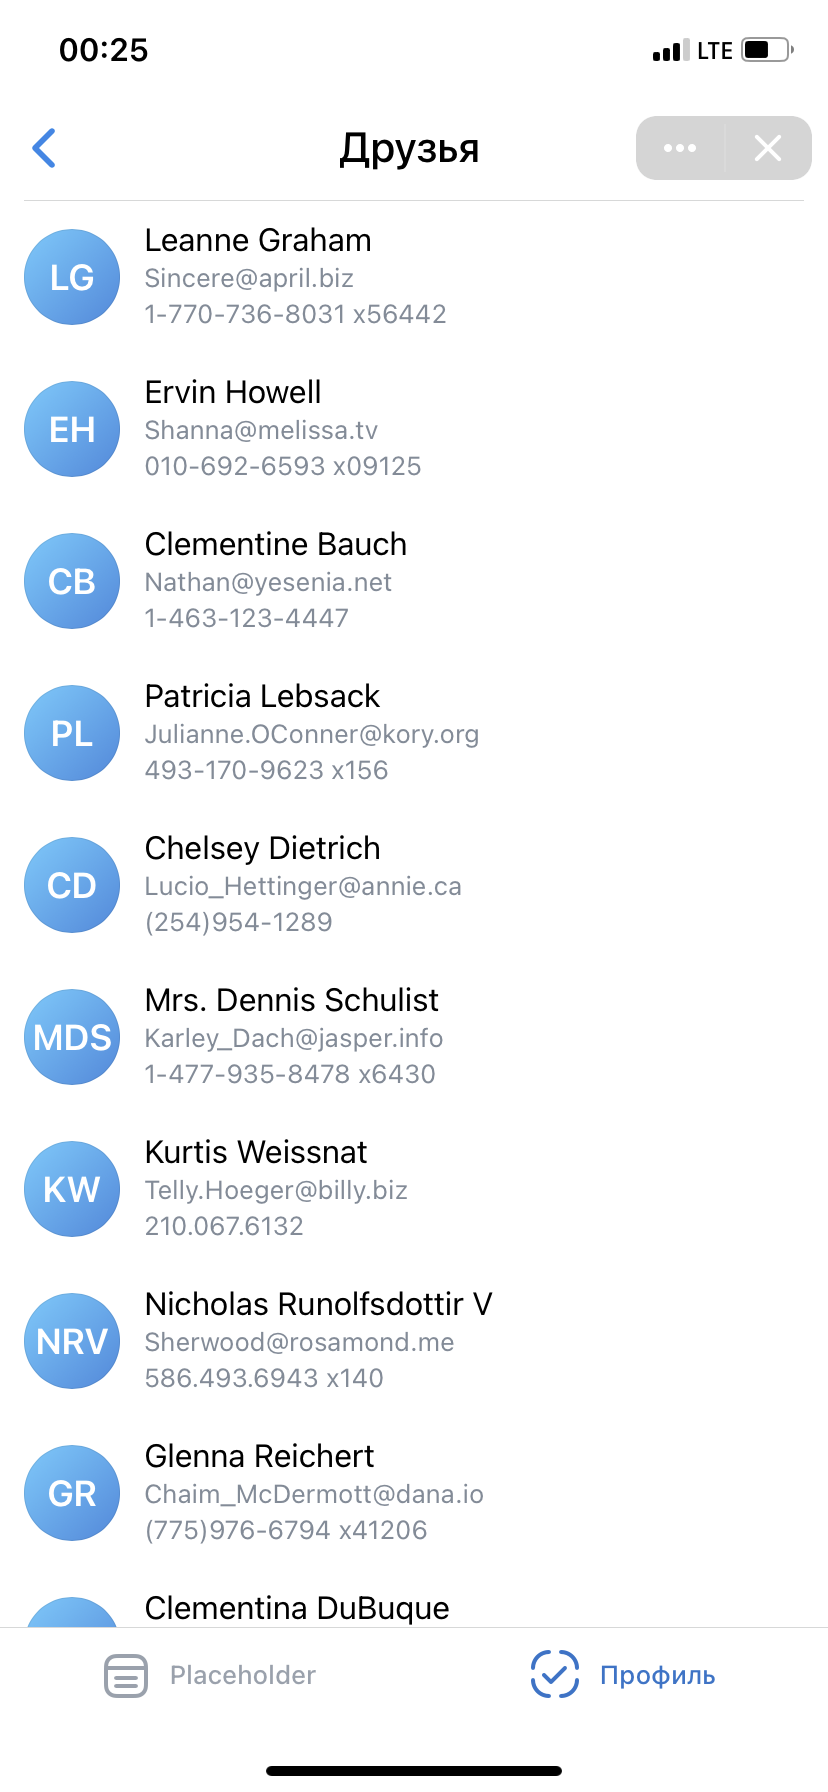 00:25
LTE
Друзья
LG
Leanne Graham
Sincere@april.biz
1-770-736-8031 x56442
EH
Ervin Howell
Shanna@melissa.tv
010-692-6593 x09125
CB
Clementine Bauch
Nathan@yesenia.net
1-463-123-4447
PL
Patricia Lebsack
Julianne.OConner@kory.org
493-170-9623 x156
CD
Chelsey Dietrich
Lucio_Hettinger@annie.ca
(254)954-1289
MDS
Mrs. Dennis Schulist
Karley_Dach@jasper.info
1-477-935-8478 x6430
KW
Kurtis Weissnat
Telly.Hoeger@billy.biz
210.067.6132
NRV
Nicholas Runolfsdottir V
Sherwood@rosamond.me
586.493.6943 x140
GR
Glenna Reichert
Chaim_McDermott@dana.io
(775)976-6794 x41206
Clementina DuBuque
Placeholder
Профиль